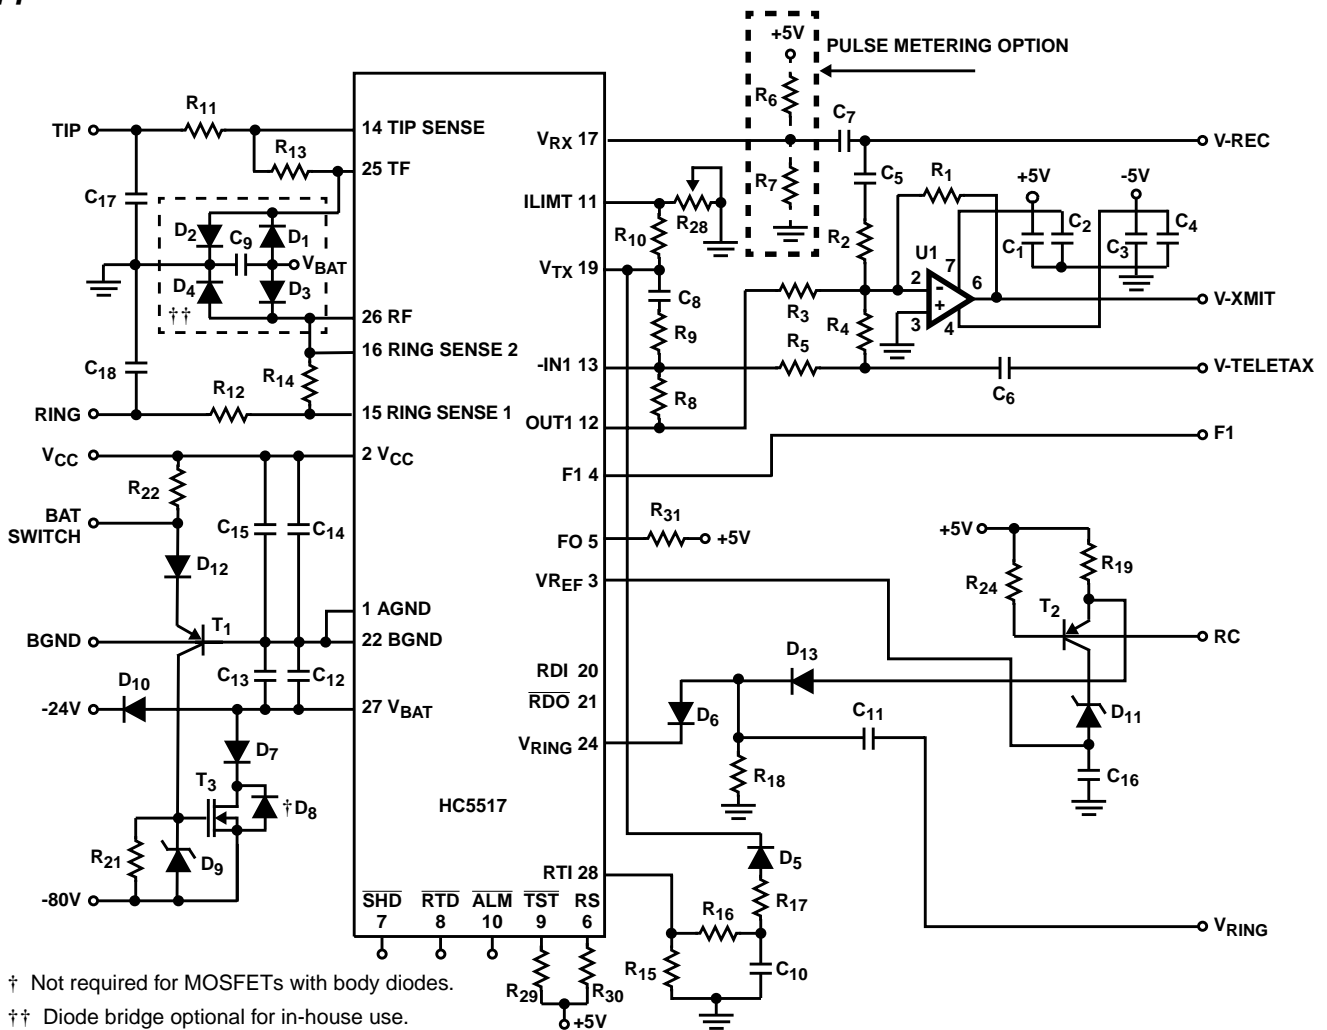 +5V
PULSE METERING OPTION
R11
TIP
14 TIP SENSE
R13
25 TF
VRX 17
R6
C7
V-REC
C17
ILIMT 11
R7
C5
R1
+5V
-5V
D2
C9
D1
R10
R28
R2
C1
C2
C3
C4
VBAT
VTX 19
U1
7
2
-
6
D4
D3
††
C8
R3
+
V-XMIT
26 RF
R9
R4
3
4
16 RING SENSE 2
R5
C18
R14
-IN1 13
V-TELETAX
R12
R8
C6
RING
15 RING SENSE 1
OUT1 12
F1
VCC
2 VCC
F1 4
R22
BAT
SWITCH
C15
C14
R31
FO 5
+5V
+5V
D12
VREF 3
R24
R19
1 AGND
T1
T2
BGND
22 BGND
RC
D13
C13
C12
RDI 20
D10
RDO 21
-24V
27 VBAT
D6
C11
D11
D7
VRING 24
T3
R18
C16
†D8
HC5517
R21
D9
D5
RTI 28
-80V
SHD
RTD
ALM
TST
RS
7
8
10
9
6
R17
R16
VRING
R15
C10
† Not required for MOSFETs with body diodes.
R29
R30
†† Diode bridge optional for in-house use.
+5V